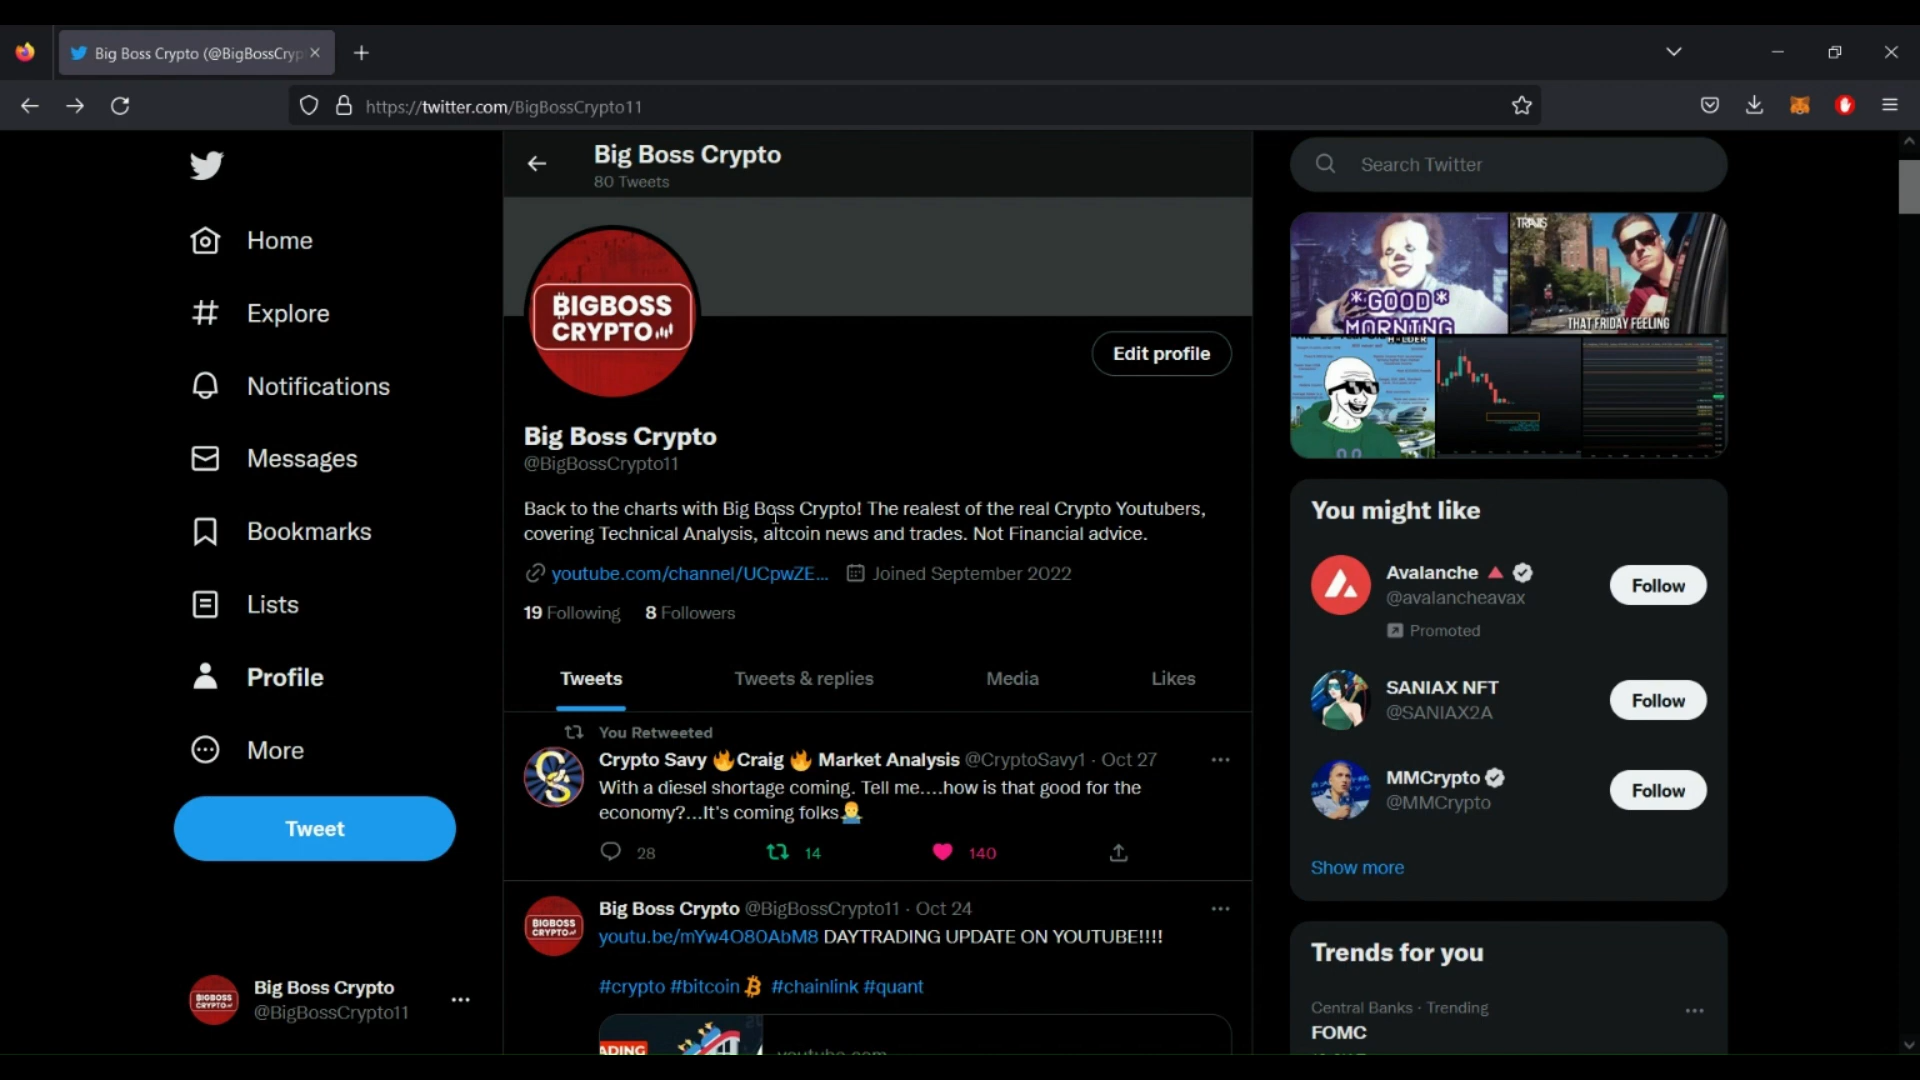 Big Boss Crypto (@BigBossCryp
https://twitter.com/BigBossCrypto11
Home
Explore
Notifications
Messages
Bookmarks
Lists
Profile
More
Tweet
Big Boss Crypto
@BigBossCrypto11
Big Boss Crypto
80 Tweets
BIGBOSS
CRYPTO
Edit profile
Big Boss Crypto
@BigBossCrypto11
Back to the charts with Big Boss Crypto! The realest of the real Crypto Youtubers,
covering Technical Analysis, altcoin news and trades. Not Financial advice.
youtube.com/channel/UCpwZE... Joined September 2022
19 Following 8 Followers
Tweets Tweets & replies Media Likes
You Retweeted
Crypto Savy 🔥Craig 🔥 Market Analysis @CryptoSavy1 · Oct 27
With a diesel shortage coming. Tell me....how is that good for the
economy?...It's coming folks🤷‍♂️
28 14 140
Big Boss Crypto @BigBossCrypto11 · Oct 24
youtu.be/mYw4O80AbM8 DAYTRADING UPDATE ON YOUTUBE!!!!
#crypto #bitcoin #chainlink #quant
ADING
youtube.com
Search Twitter
*GOOD*
MORNING
TRAVIS
THAT FRIDAY FEELING
You might like
Avalanche
@avalancheavax
Promoted
Follow
SANIAX NFT
@SANIAX2A
Follow
MMCrypto
@MMCrypto
Follow
Show more
Trends for you
Central Banks · Trending
FOMC